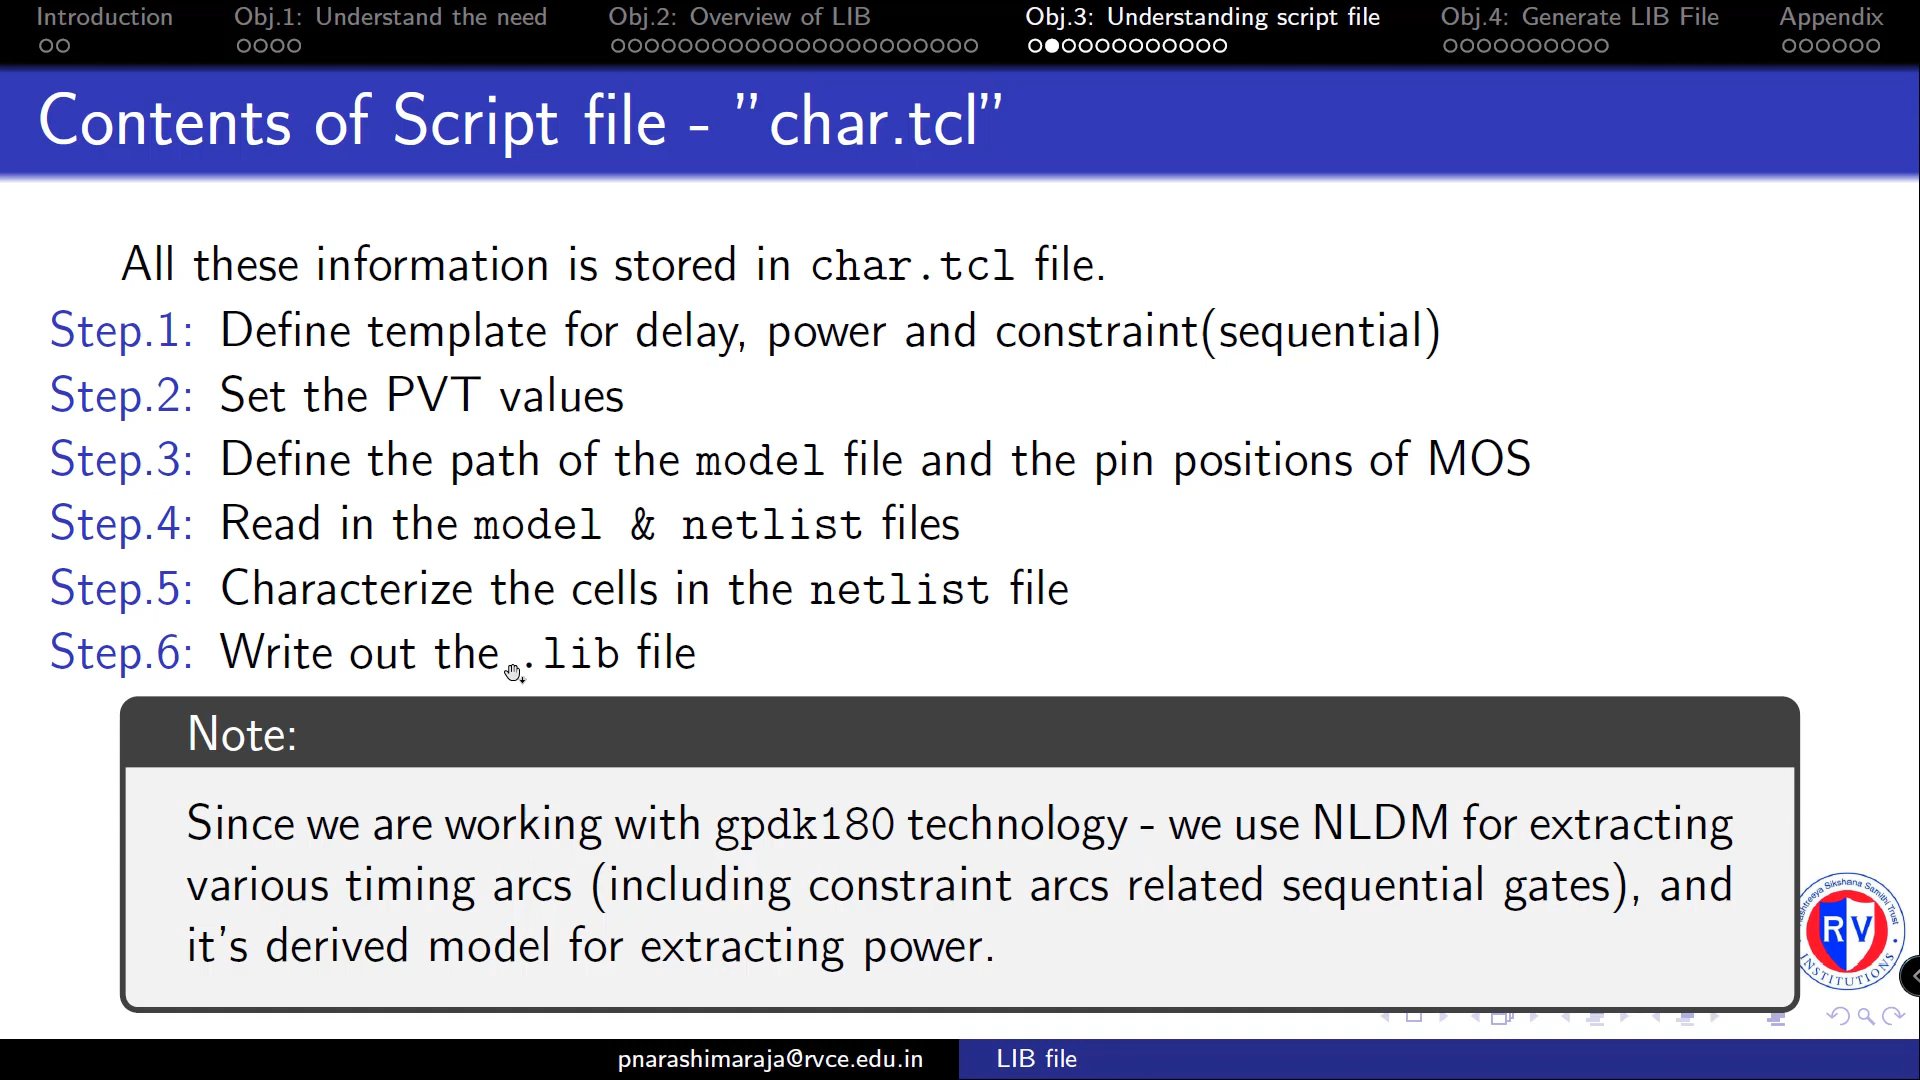 Introduction
Obj.1: Understand the need
Obj.2: Overview of LIB
Obj.3: Understanding script file
Obj.4: Generate LIB File
Appendix
Contents of Script file - ”char.tcl”
All these information is stored in char.tcl file.
Step.1: Define template for delay, power and constraint(sequential)
Step.2: Set the PVT values
Step.3: Define the path of the model file and the pin positions of MOS
Step.4: Read in the model & netlist files
Step.5: Characterize the cells in the netlist file
Step.6: Write out the .lib file
Note:
Since we are working with gpdk180 technology - we use NLDM for extracting
various timing arcs (including constraint arcs related sequential gates), and
it's derived model for extracting power.
Sikshana Samithi Trust
RV
INSTITUTIONS
pnarashimaraja@rvce.edu.in
LIB file